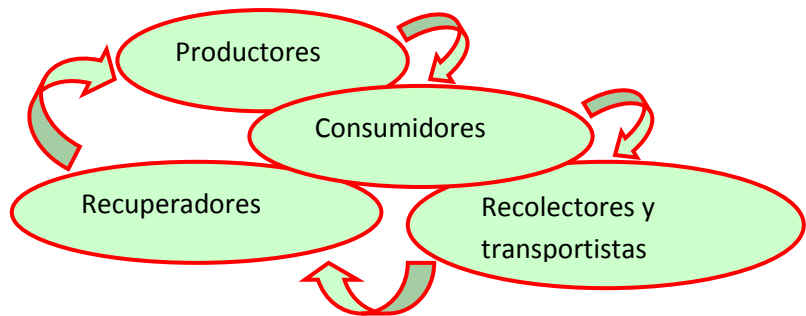 Productores
Consumidores
Recuperadores
Recolectores y
transportistas